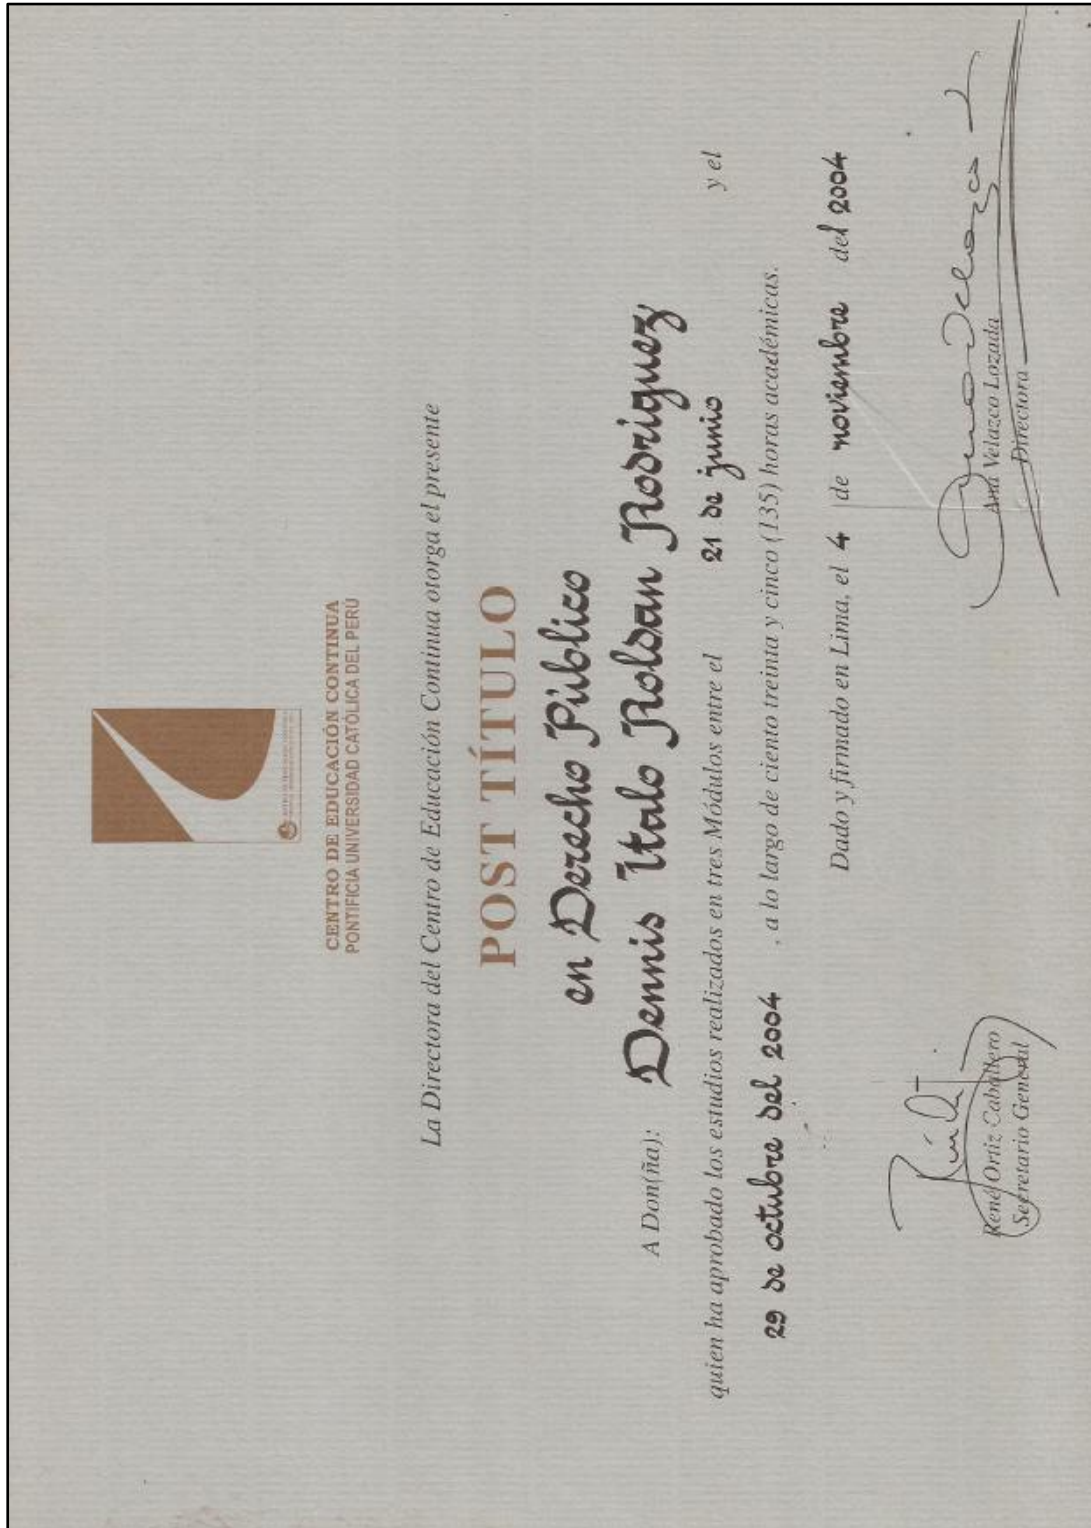 CENTRO DE EDUCACIÓN CONTINUA
PONTIFICIA UNIVERSIDAD CATÓLICA DEL PERÚ
La Directora del Centro de Educación Continua otorga el presente
POST TÍTULO
en Derecho Público
A Don(ña): Dennis Italo Roldan Rodriguez
quien ha aprobado los estudios realizados en tres Módulos entre el 21 de junio y el
29 de octubre del 2004 , a lo largo de ciento treinta y cinco (135) horas académicas.
Dado y firmado en Lima, el 4 de noviembre del 2004
René Ortiz Caballero
Secretario General
Ana Velazco Lozada
Directora